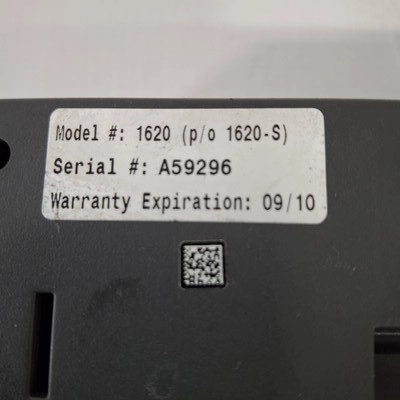 Model #: 1620 (p/o 1620-S)
Serial #: A59296
Warranty Expiration: 09/10